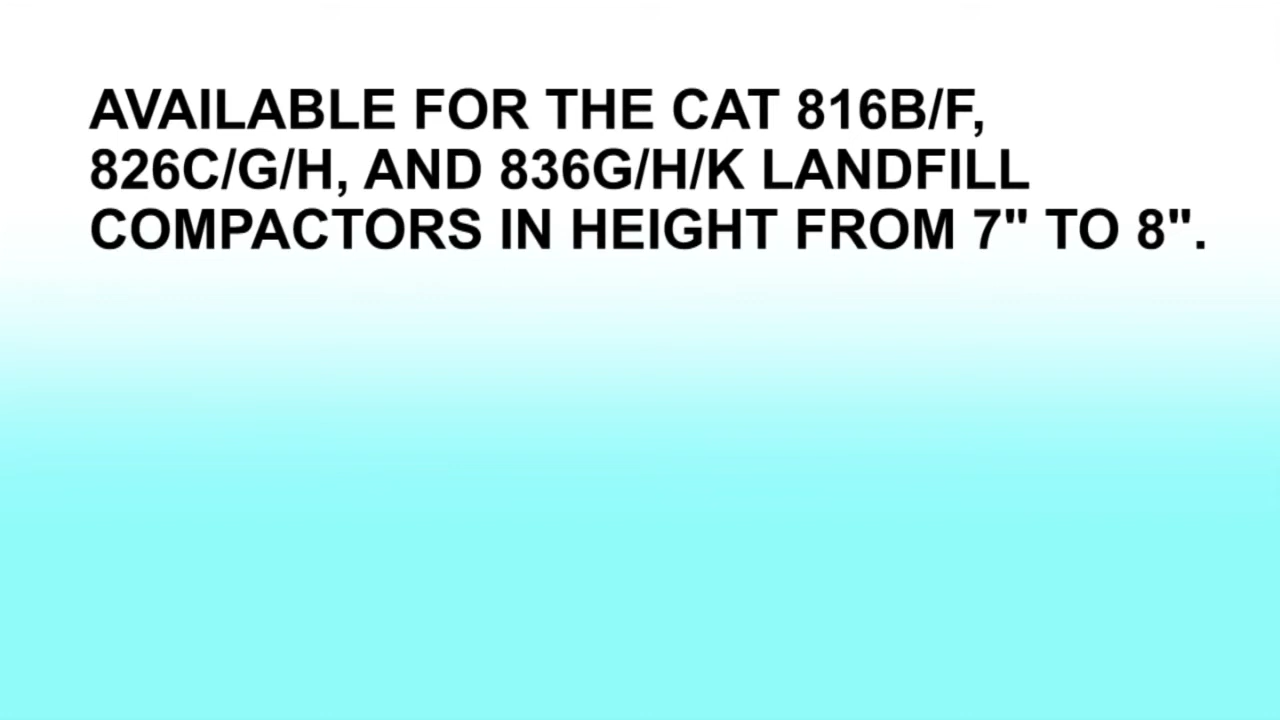 AVAILABLE FOR THE CAT 816B/F,
826C/G/H, AND 836G/H/K LANDFILL
COMPACTORS IN HEIGHT FROM 7" TO 8".